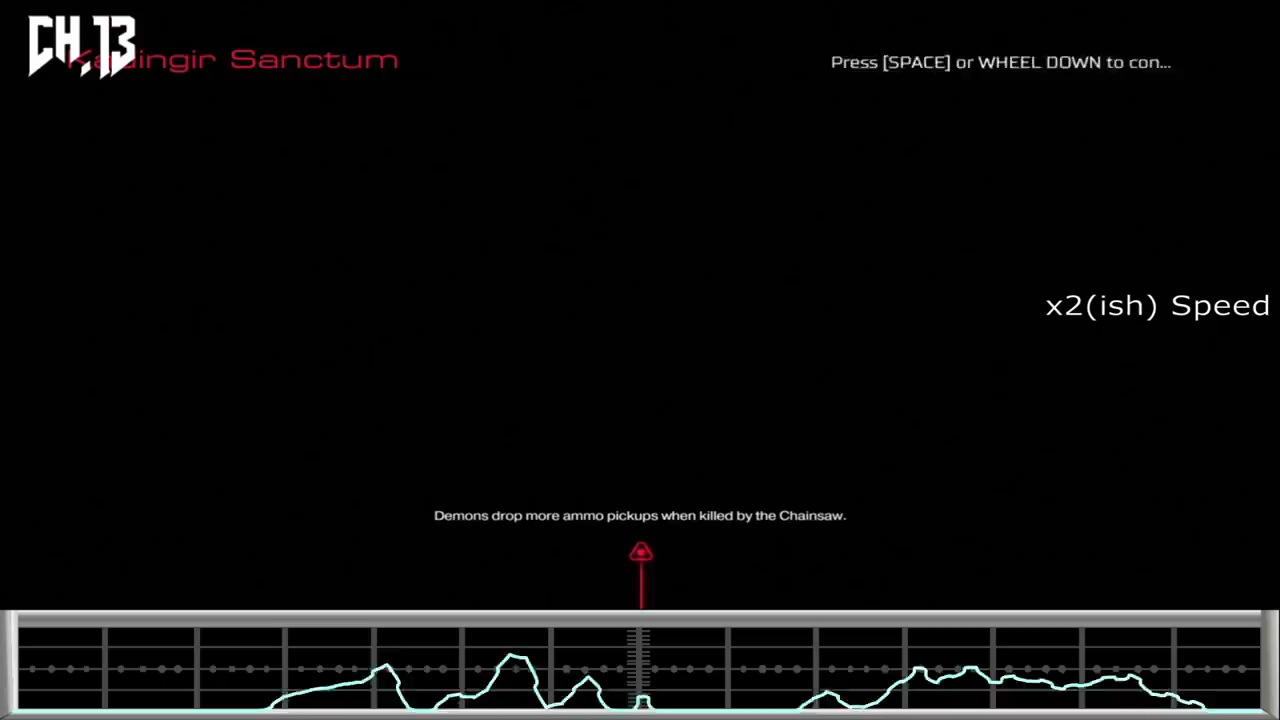 CH.13
Sanctum
Press [SPACE] or WHEEL DOWN to con...
x2(ish) Speed
Demons drop more ammo pickups when killed by the Chainsaw.